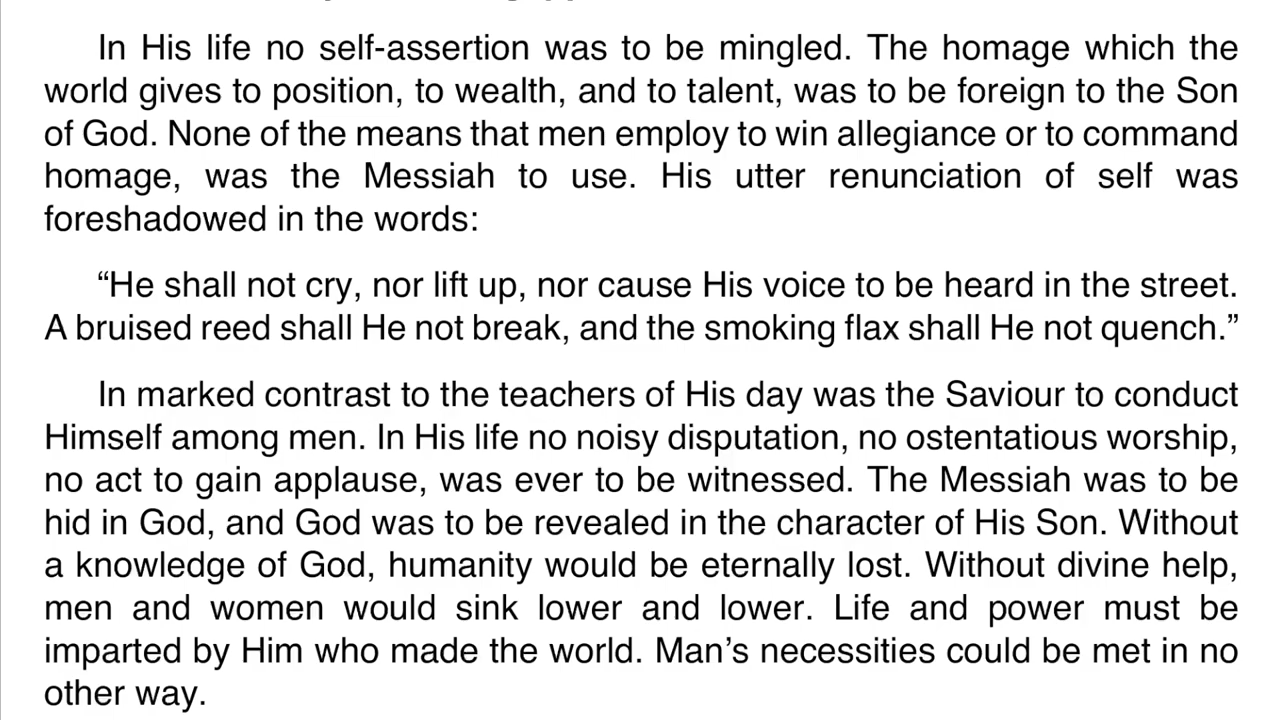 In His life no self-assertion was to be mingled. The homage which the
world gives to position, to wealth, and to talent, was to be foreign to the Son
of God. None of the means that men employ to win allegiance or to command
homage, was the Messiah to use. His utter renunciation of self was
foreshadowed in the words:
“He shall not cry, nor lift up, nor cause His voice to be heard in the street.
A bruised reed shall He not break, and the smoking flax shall He not quench.”
In marked contrast to the teachers of His day was the Saviour to conduct
Himself among men. In His life no noisy disputation, no ostentatious worship,
no act to gain applause, was ever to be witnessed. The Messiah was to be
hid in God, and God was to be revealed in the character of His Son. Without
a knowledge of God, humanity would be eternally lost. Without divine help,
men and women would sink lower and lower. Life and power must be
imparted by Him who made the world. Man’s necessities could be met in no
other way.